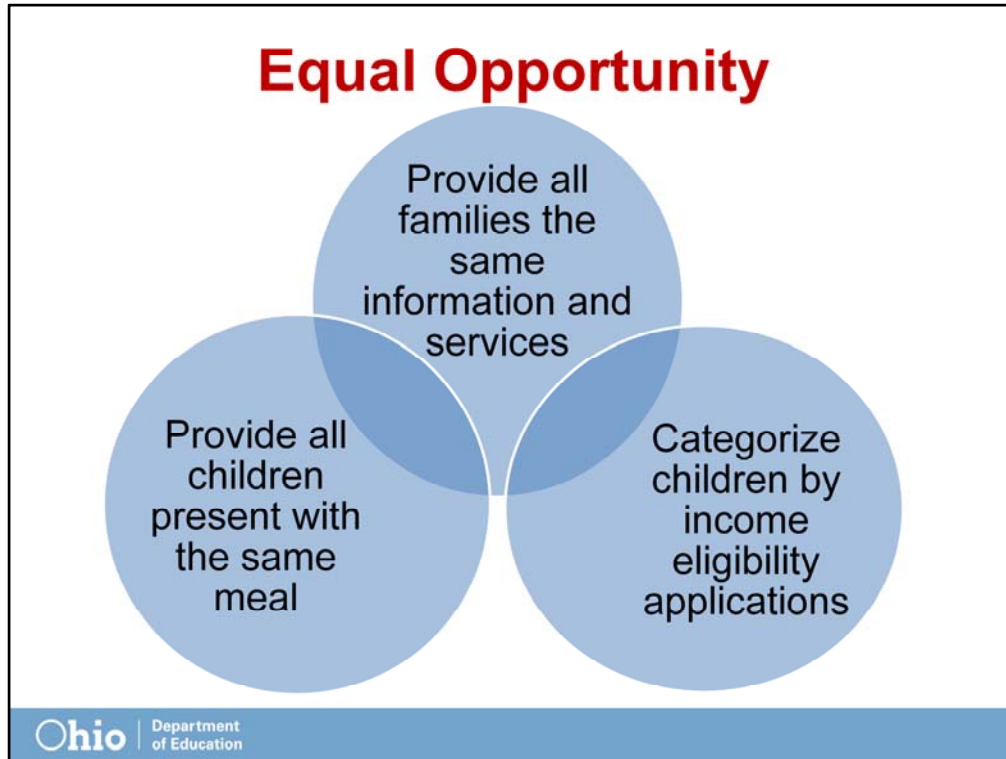 Equal Opportunity
Provide all
families the
same
information and
services
Provide all
children
present with
the same
meal
Categorize
children by
income
eligibility
applications
Ohio
Department
of Education